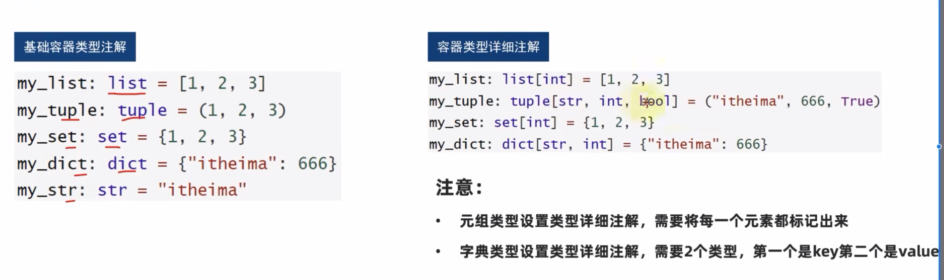 基础容器类型注解
my_list: list = [1, 2, 3]
my_tuple: tuple = (1, 2, 3)
my_set: set = {1, 2, 3}
my_dict: dict = {"itheima": 666}
my_str: str = "itheima"
容器类型详细注解
my_list: list[int] = [1, 2, 3]
my_tuple: tuple[str, int, bool] = ("itheima", 666, True)
my_set: set[int] = {1, 2, 3}
my_dict: dict[str, int] = {"itheima": 666}
注意：
• 元组类型设置类型详细注解，需要将每一个元素都标记出来
• 字典类型设置类型详细注解，需要2个类型，第一个是key第二个是value